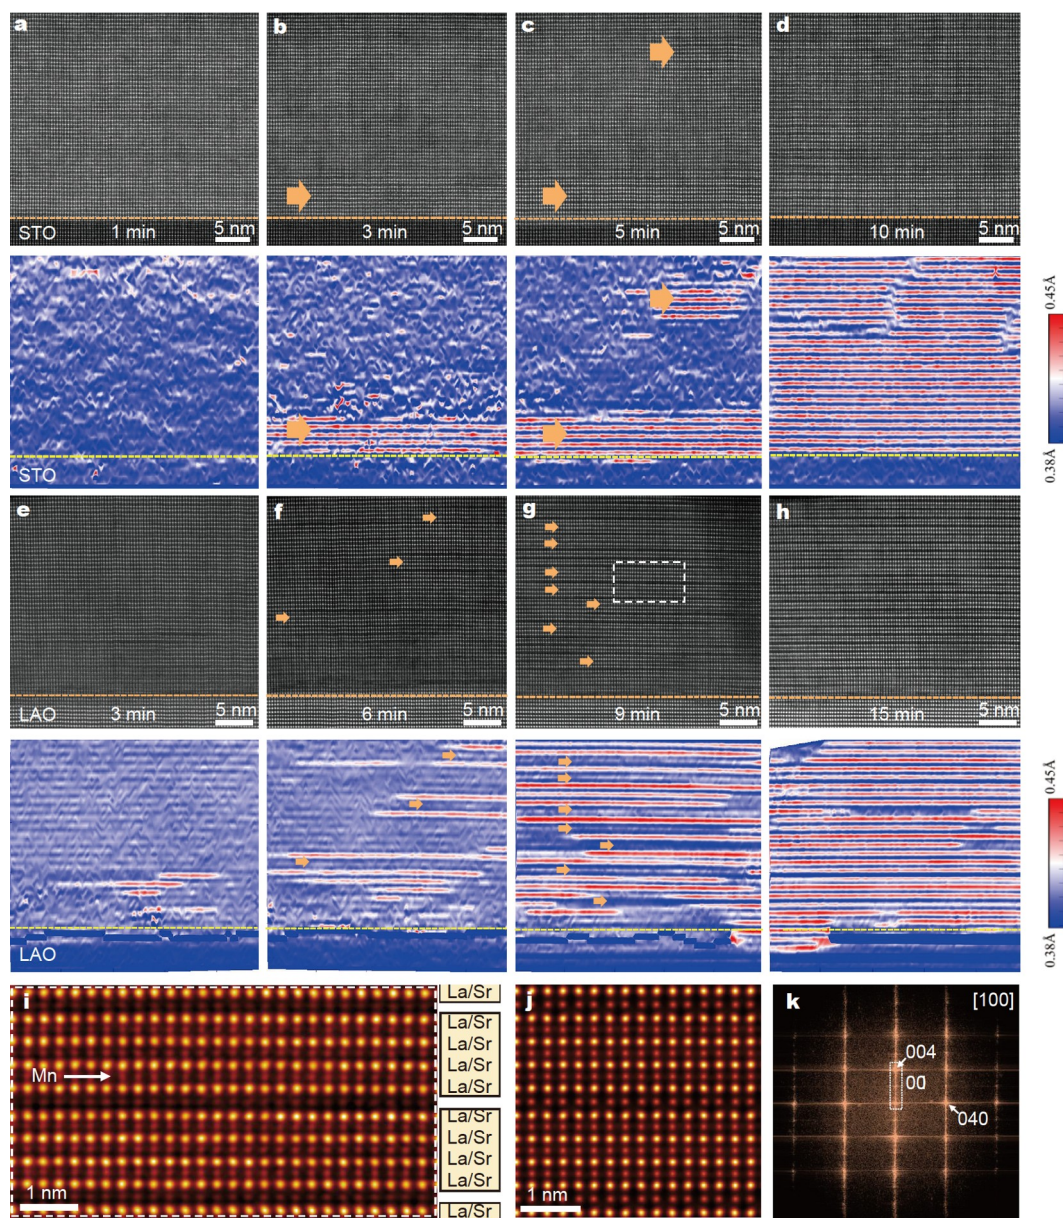 a
b
c
d
STO
1 min
5 nm
3 min
5 nm
5 min
5 nm
10 min
5 nm
STO
0.45Å
0.38Å
e
f
g
h
LAO
3 min
5 nm
6 min
5 nm
9 min
5 nm
15 min
5 nm
LAO
0.45Å
0.38Å
i
La/Sr
La/Sr
La/Sr
La/Sr
La/Sr
La/Sr
La/Sr
La/Sr
La/Sr
La/Sr
Mn
1 nm
j
1 nm
k
[100]
004
00
040